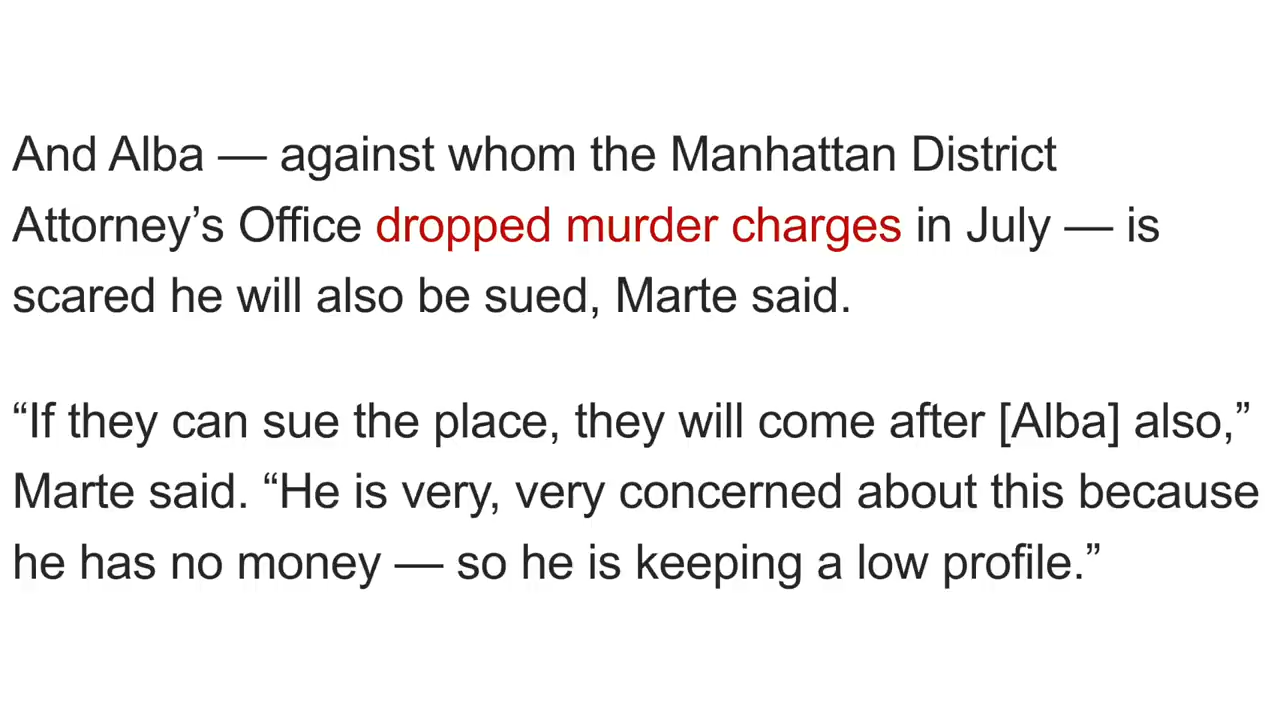 And Alba — against whom the Manhattan District
Attorney’s Office dropped murder charges in July — is
scared he will also be sued, Marte said.
“If they can sue the place, they will come after [Alba] also,”
Marte said. “He is very, very concerned about this because
he has no money — so he is keeping a low profile.”